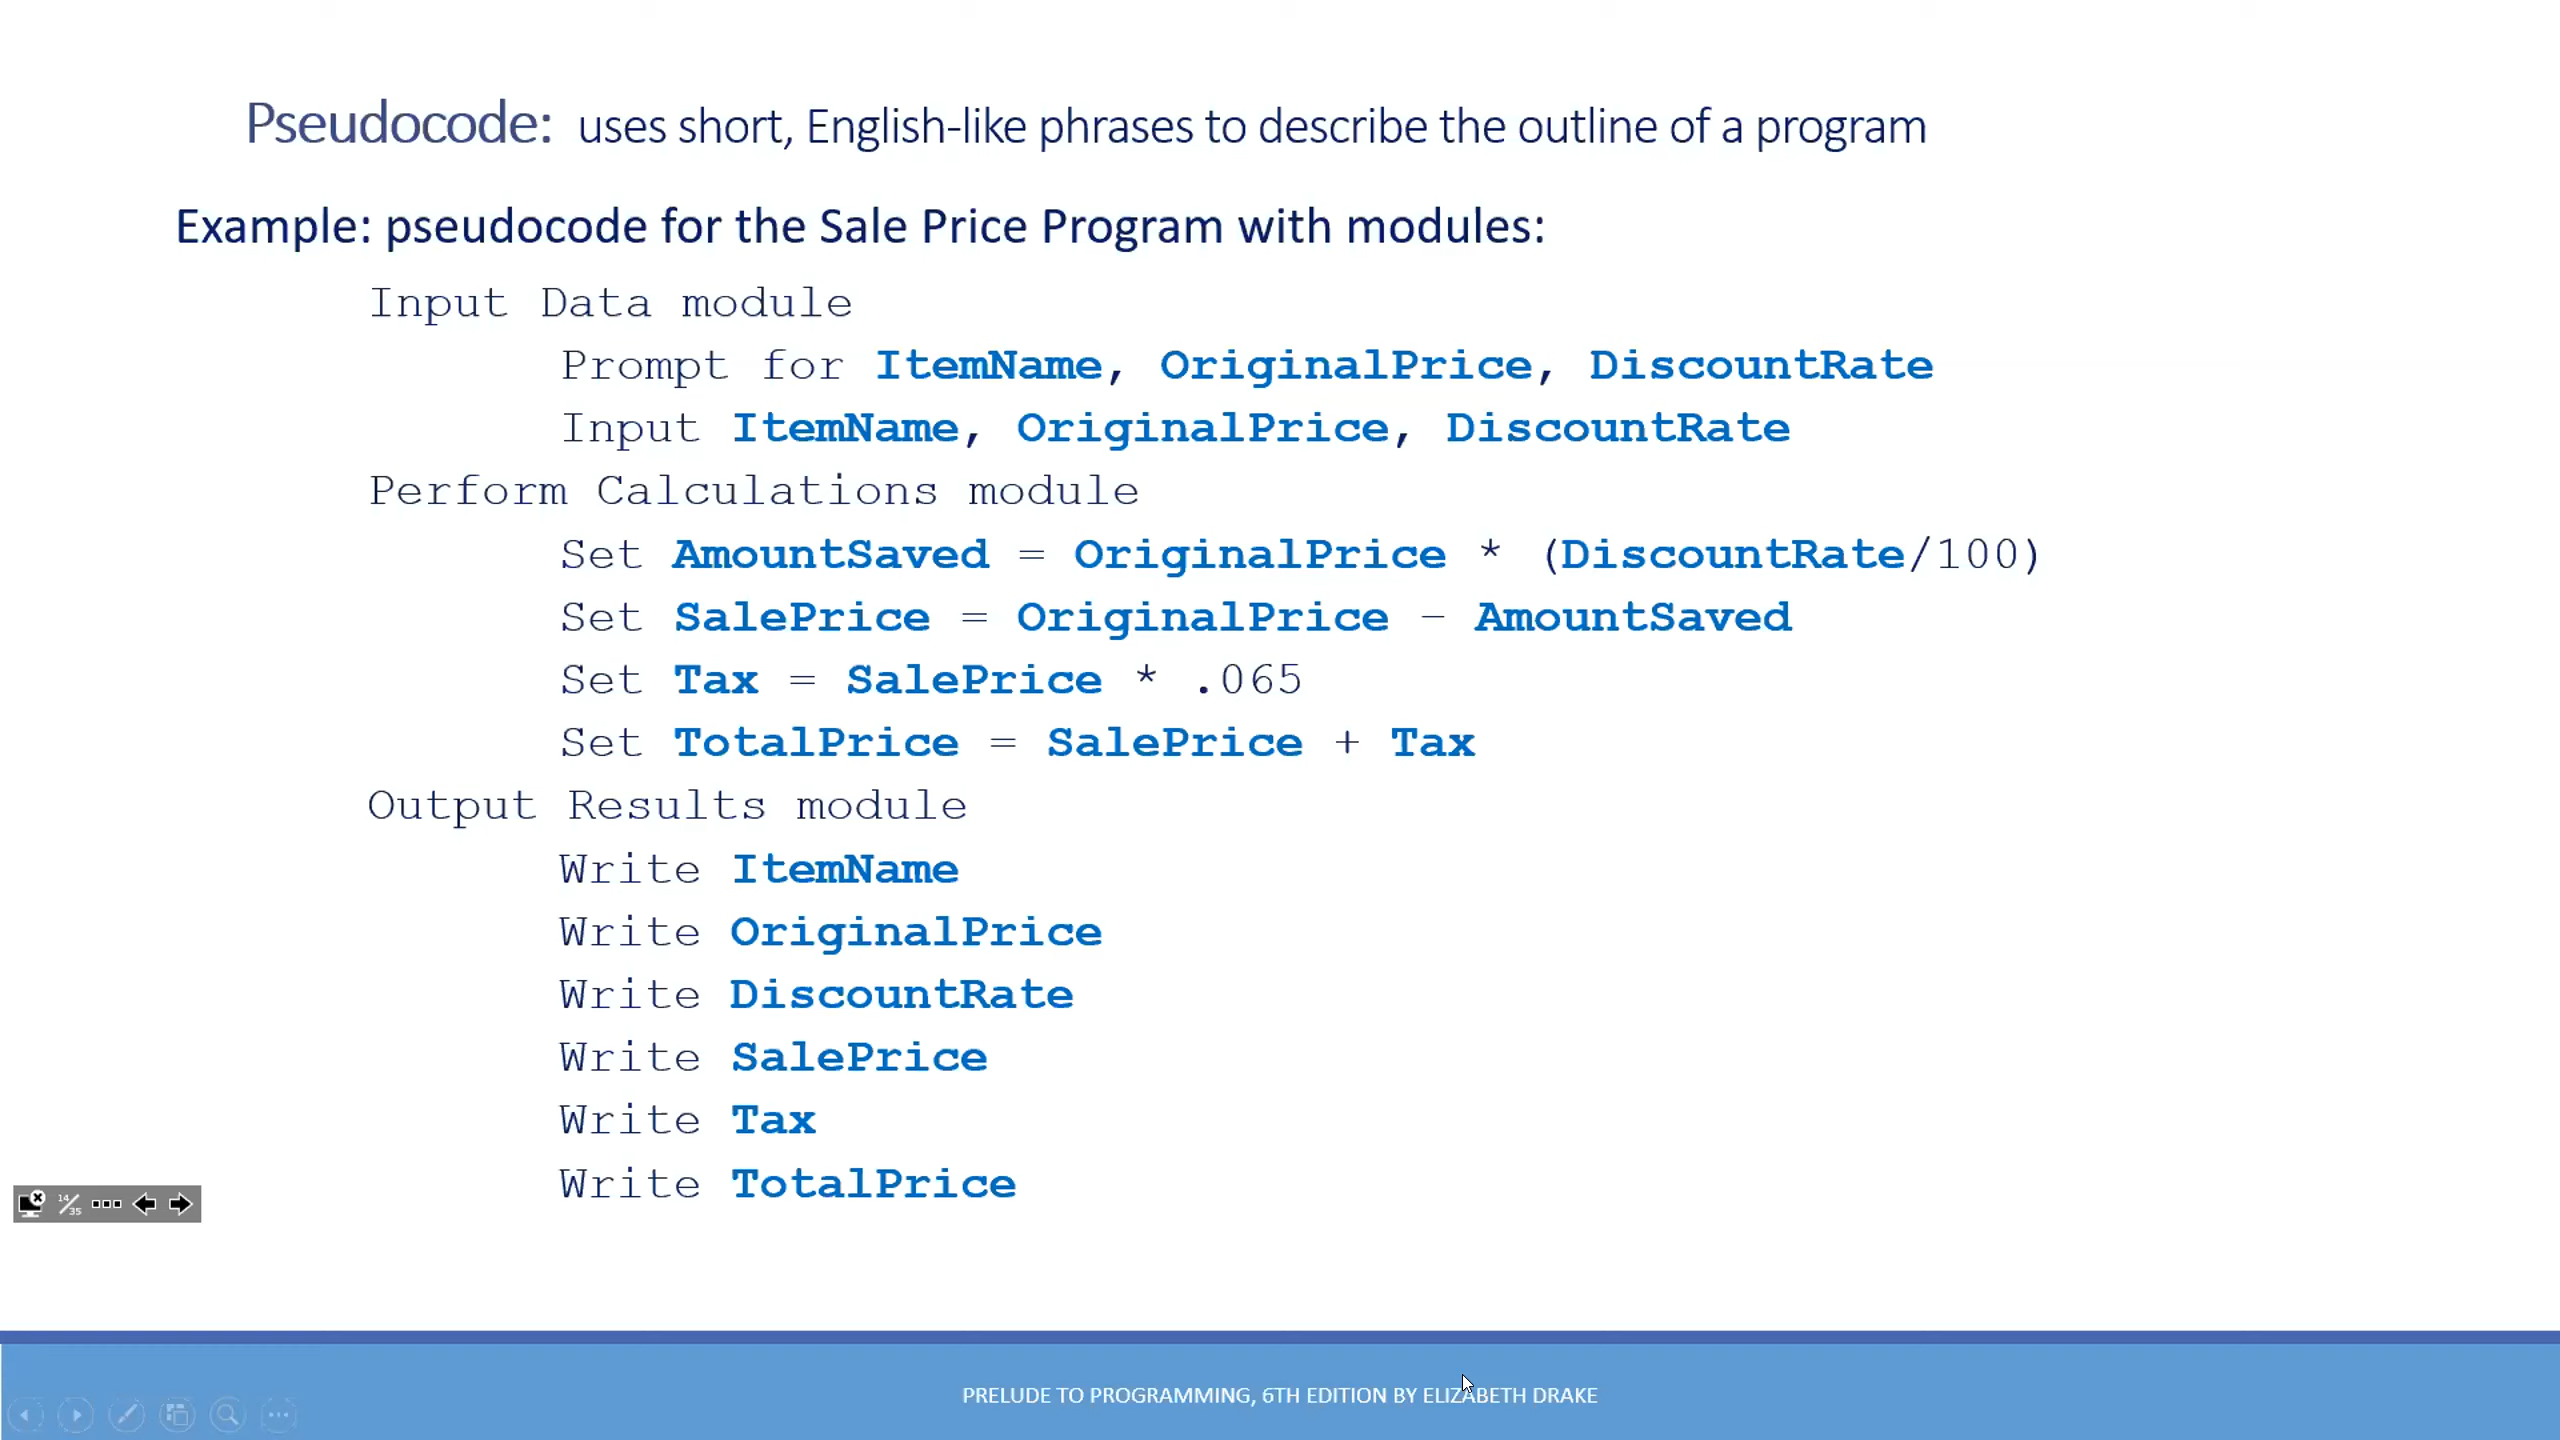 Pseudocode: uses short, English-like phrases to describe the outline of a program
Example: pseudocode for the Sale Price Program with modules:
Input Data module
Prompt for ItemName, OriginalPrice, DiscountRate
Input ItemName, OriginalPrice, DiscountRate
Perform Calculations module
Set AmountSaved = OriginalPrice * (DiscountRate/100)
Set SalePrice = OriginalPrice – AmountSaved
Set Tax = SalePrice * .065
Set TotalPrice = SalePrice + Tax
Output Results module
Write ItemName
Write OriginalPrice
Write DiscountRate
Write SalePrice
Write Tax
Write TotalPrice
14/35
PRELUDE TO PROGRAMMING, 6TH EDITION BY ELIZABETH DRAKE